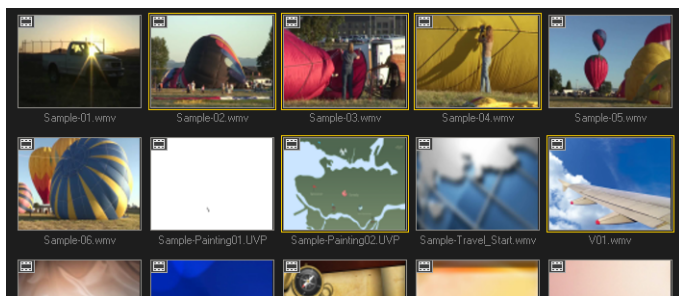 Sample-01.wmv
Sample-02.wmv
Sample-03.wmv
Sample-04.wmv
Sample-05.wmv
Sample-06.wmv
Sample-Painting01.UVP
Sample-Painting02.UVP
Sample-Travel_Start.wmv
V01.wmv